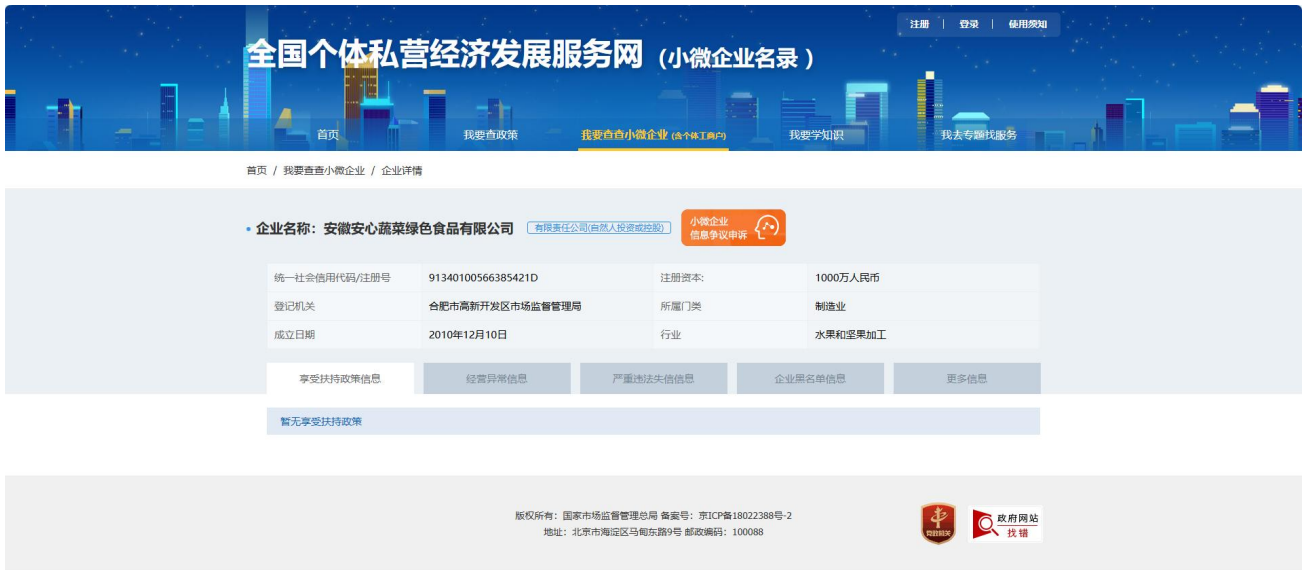 注册 | 登录 | 使用须知
全国个体私营经济发展服务网（小微企业名录）
首页 我要查政策 我要查查小微企业 (含个体工商户) 我要学知识 我去专题找服务
首页 / 我要查查小微企业 / 企业详情
企业名称：安徽安心蔬菜绿色食品有限公司 有限责任公司(自然人投资或控股) 小微企业
信息争议申诉
统一社会信用代码/注册号 91340100566385421D 注册资本: 1000万人民币
登记机关 合肥市高新开发区市场监督管理局 所属门类 制造业
成立日期 2010年12月10日 行业 水果和坚果加工
享受扶持政策信息 经营异常信息 严重违法失信信息 企业黑名单信息 更多信息
暂无享受扶持政策
版权所有：国家市场监督管理总局 备案号：京ICP备18022388号-2
地址：北京市海淀区马甸东路9号 邮政编码：100088
党政机关
政府网站
找错